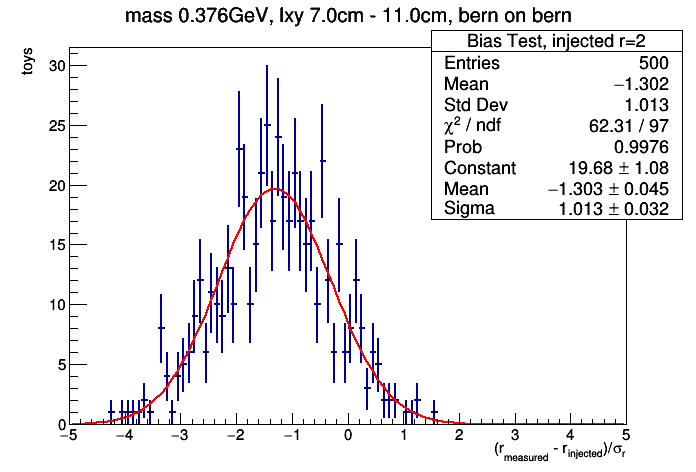 mass 0.376GeV, lxy 7.0cm - 11.0cm, bern on bern
toys
Bias Test, injected r=2
Entries 500
Mean −1.302
Std Dev 1.013
χ² / ndf 62.31 / 97
Prob 0.9976
Constant 19.68 ± 1.08
Mean −1.303 ± 0.045
Sigma 1.013 ± 0.032
30
25
20
15
10
5
0
−5 −4 −3 −2 −1 0 1 2 3 4 5
(r_measured - r_injected)/σ_r